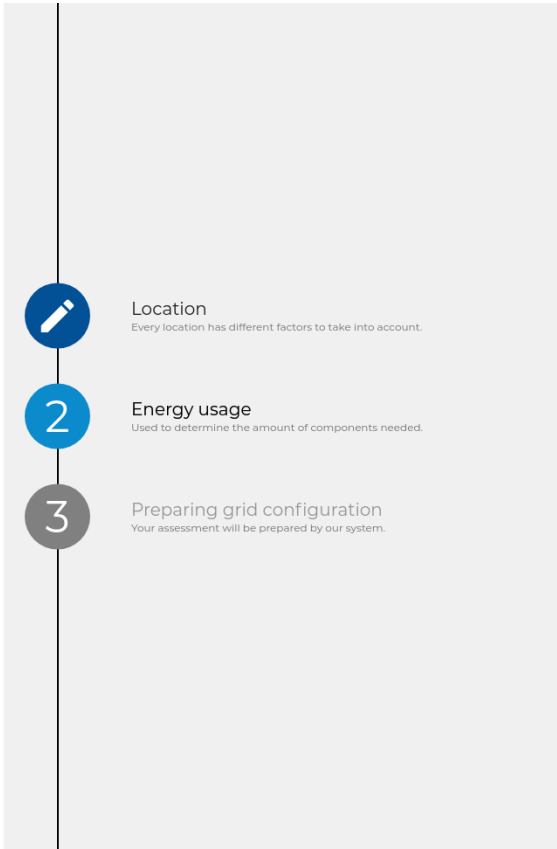 Location
Every location has different factors to take into account.
2
Energy usage
Used to determine the amount of components needed.
3
Preparing grid configuration
Your assessment will be prepared by our system.